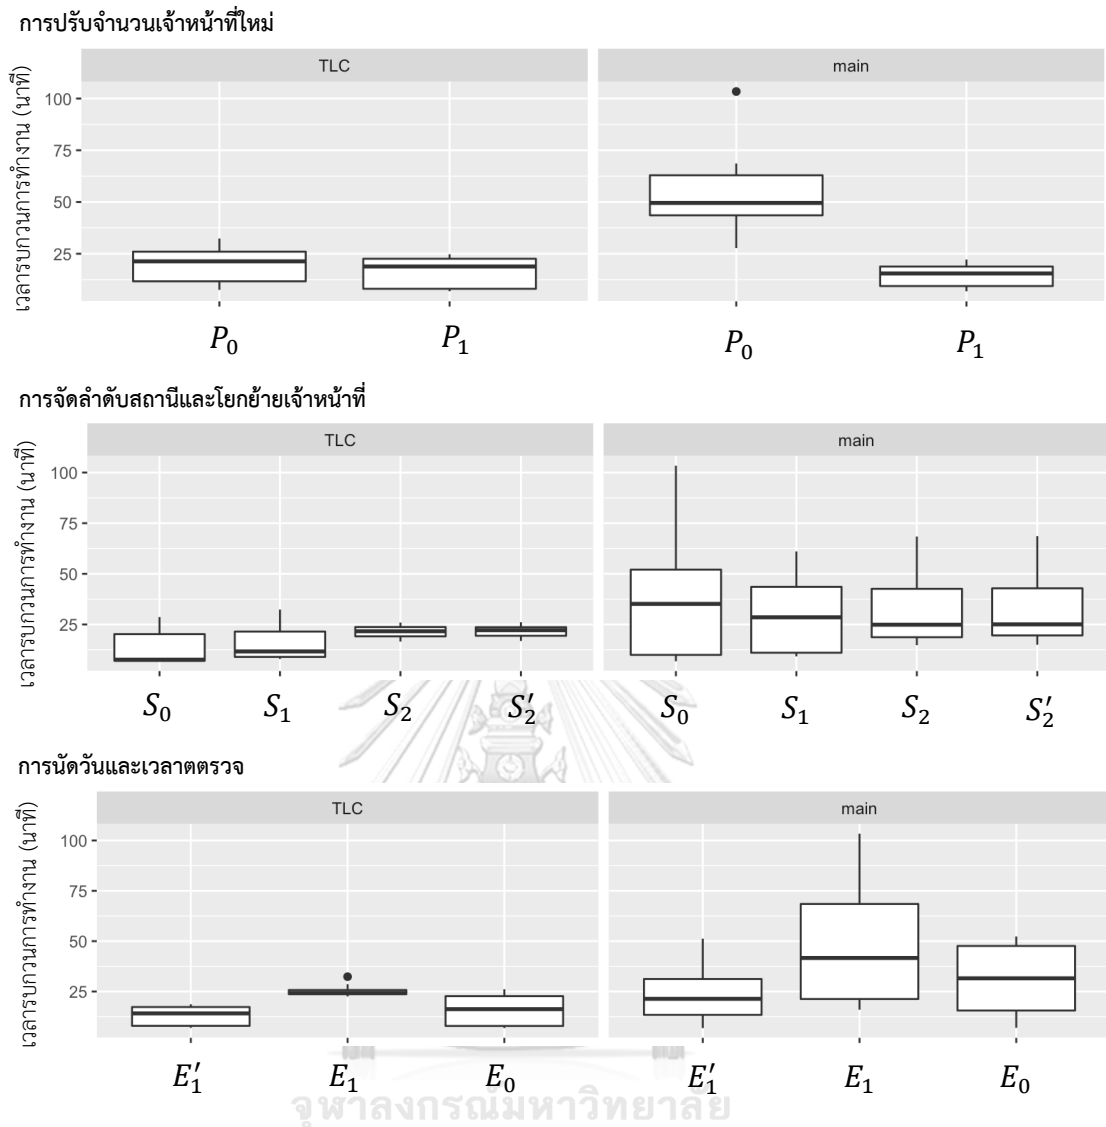 การปรับจำนวนเจ้าหน้าที่ใหม่
TLC main
เวลารบกวนการทำงาน (นาที)
100
75
50
25
P₀ P₁ P₀ P₁
การจัดลำดับสถานีและโยกย้ายเจ้าหน้าที่
TLC main
เวลารบกวนการทำงาน (นาที)
100
75
50
25
S₀ S₁ S₂ S₂′ S₀ S₁ S₂ S₂′
การนัดวันและเวลาตตรวจ
TLC main
เวลารบกวนการทำงาน (นาที)
100
75
50
25
E₁′ E₁ E₀ E₁′ E₁ E₀
จุฬาลงกรณ์มหาวิทยาลัย